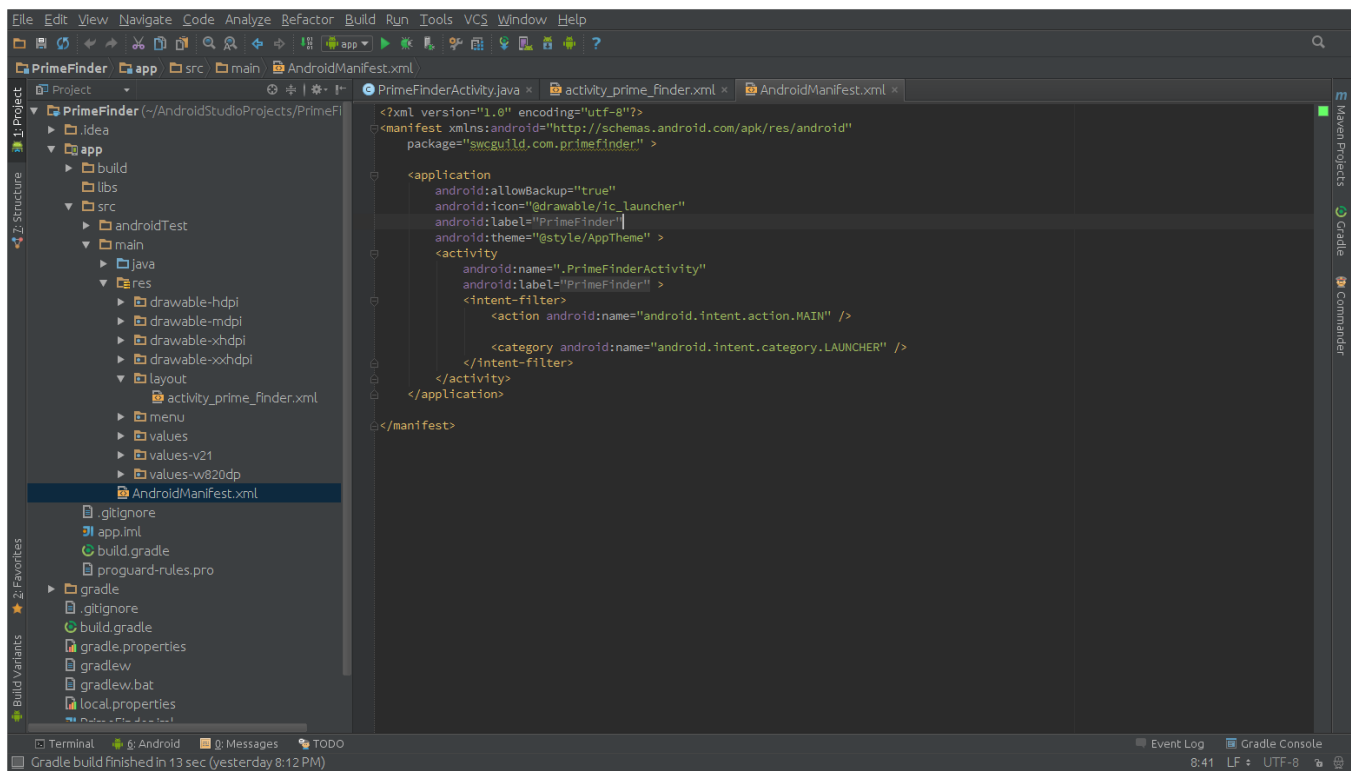 File Edit View Navigate Code Analyze Refactor Build Run Tools VCS Window Help
app
PrimeFinder app src main AndroidManifest.xml
Project
PrimeFinderActivity.java × activity_prime_finder.xml × AndroidManifest.xml ×
1: Project
Z: Structure
2: Favorites
Build Variants
PrimeFinder (~/AndroidStudioProjects/PrimeFi
.idea
app
build
libs
src
androidTest
main
java
res
drawable-hdpi
drawable-mdpi
drawable-xhdpi
drawable-xxhdpi
layout
activity_prime_finder.xml
menu
values
values-v21
values-w820dp
AndroidManifest.xml
.gitignore
app.iml
build.gradle
proguard-rules.pro
gradle
.gitignore
build.gradle
gradle.properties
gradlew
gradlew.bat
local.properties
<?xml version="1.0" encoding="utf-8"?>
<manifest xmlns:android="http://schemas.android.com/apk/res/android"
package="swcguild.com.primefinder" >
<application
android:allowBackup="true"
android:icon="@drawable/ic_launcher"
android:label="PrimeFinder"
android:theme="@style/AppTheme" >
<activity
android:name=".PrimeFinderActivity"
android:label="PrimeFinder" >
<intent-filter>
<action android:name="android.intent.action.MAIN" />
<category android:name="android.intent.category.LAUNCHER" />
</intent-filter>
</activity>
</application>
</manifest>
m Maven Projects
Gradle
Commander
Terminal 6: Android 0: Messages TODO Event Log Gradle Console
Gradle build finished in 13 sec (yesterday 8:12 PM) 8:41 LF UTF-8